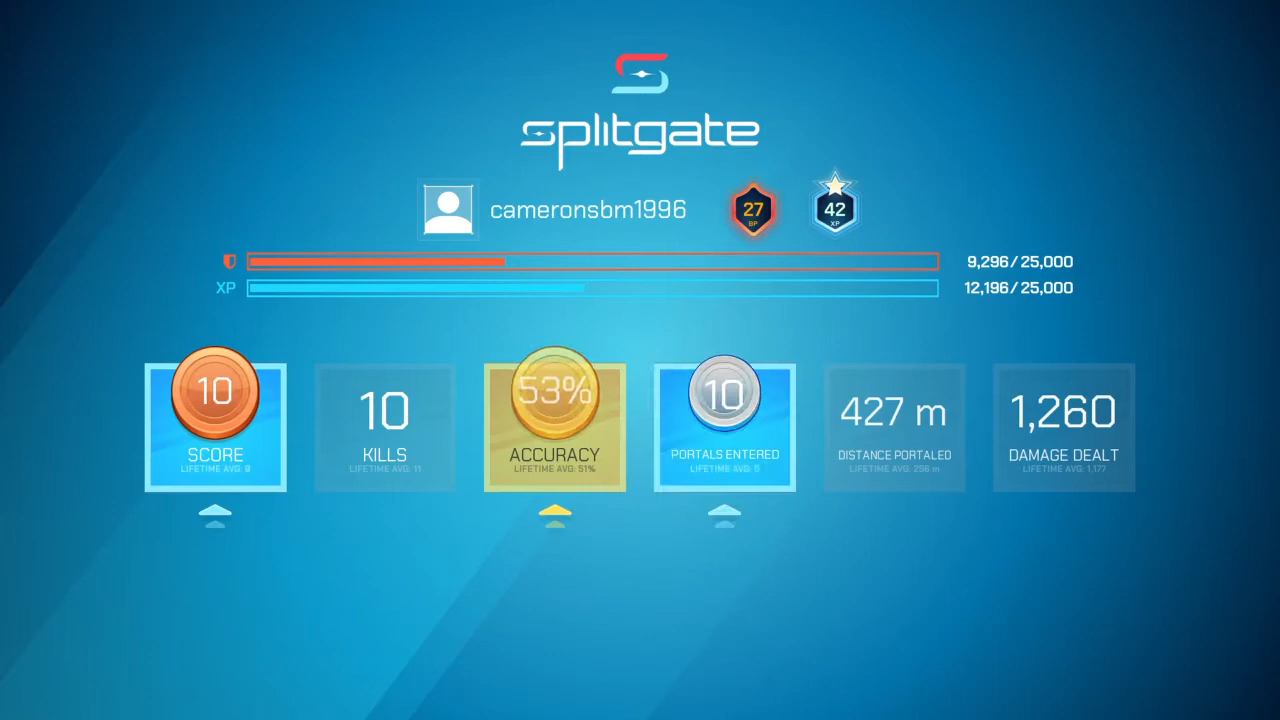 splitgate
cameronsbm1996
27
BP
42
XP
9,296/25,000
XP
12,196/25,000
10
SCORE
LIFETIME AVG: 9
10
KILLS
LIFETIME AVG: 11
53%
ACCURACY
LIFETIME AVG: 51%
10
PORTALS ENTERED
LIFETIME AVG: 5
427 m
DISTANCE PORTALED
LIFETIME AVG: 256 m
1,260
DAMAGE DEALT
LIFETIME AVG: 1,177